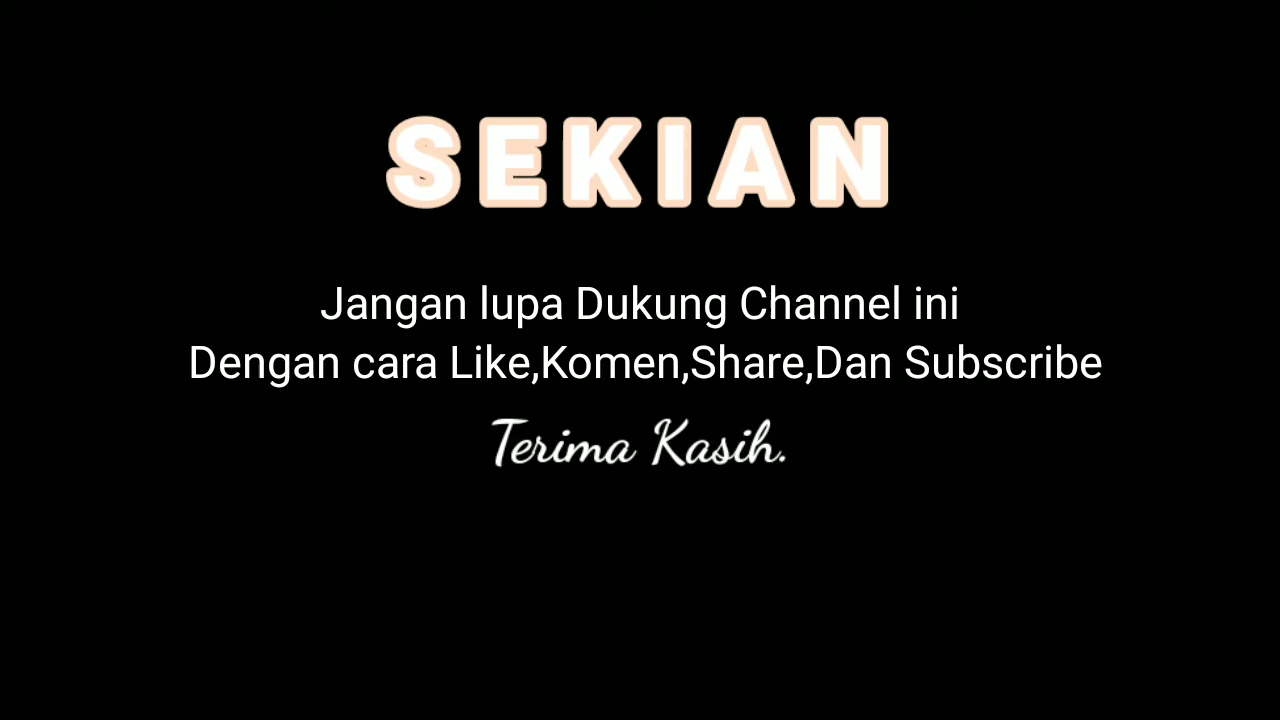 SEKIAN
Jangan lupa Dukung Channel ini
Dengan cara Like,Komen,Share,Dan Subscribe
Terima Kasih.